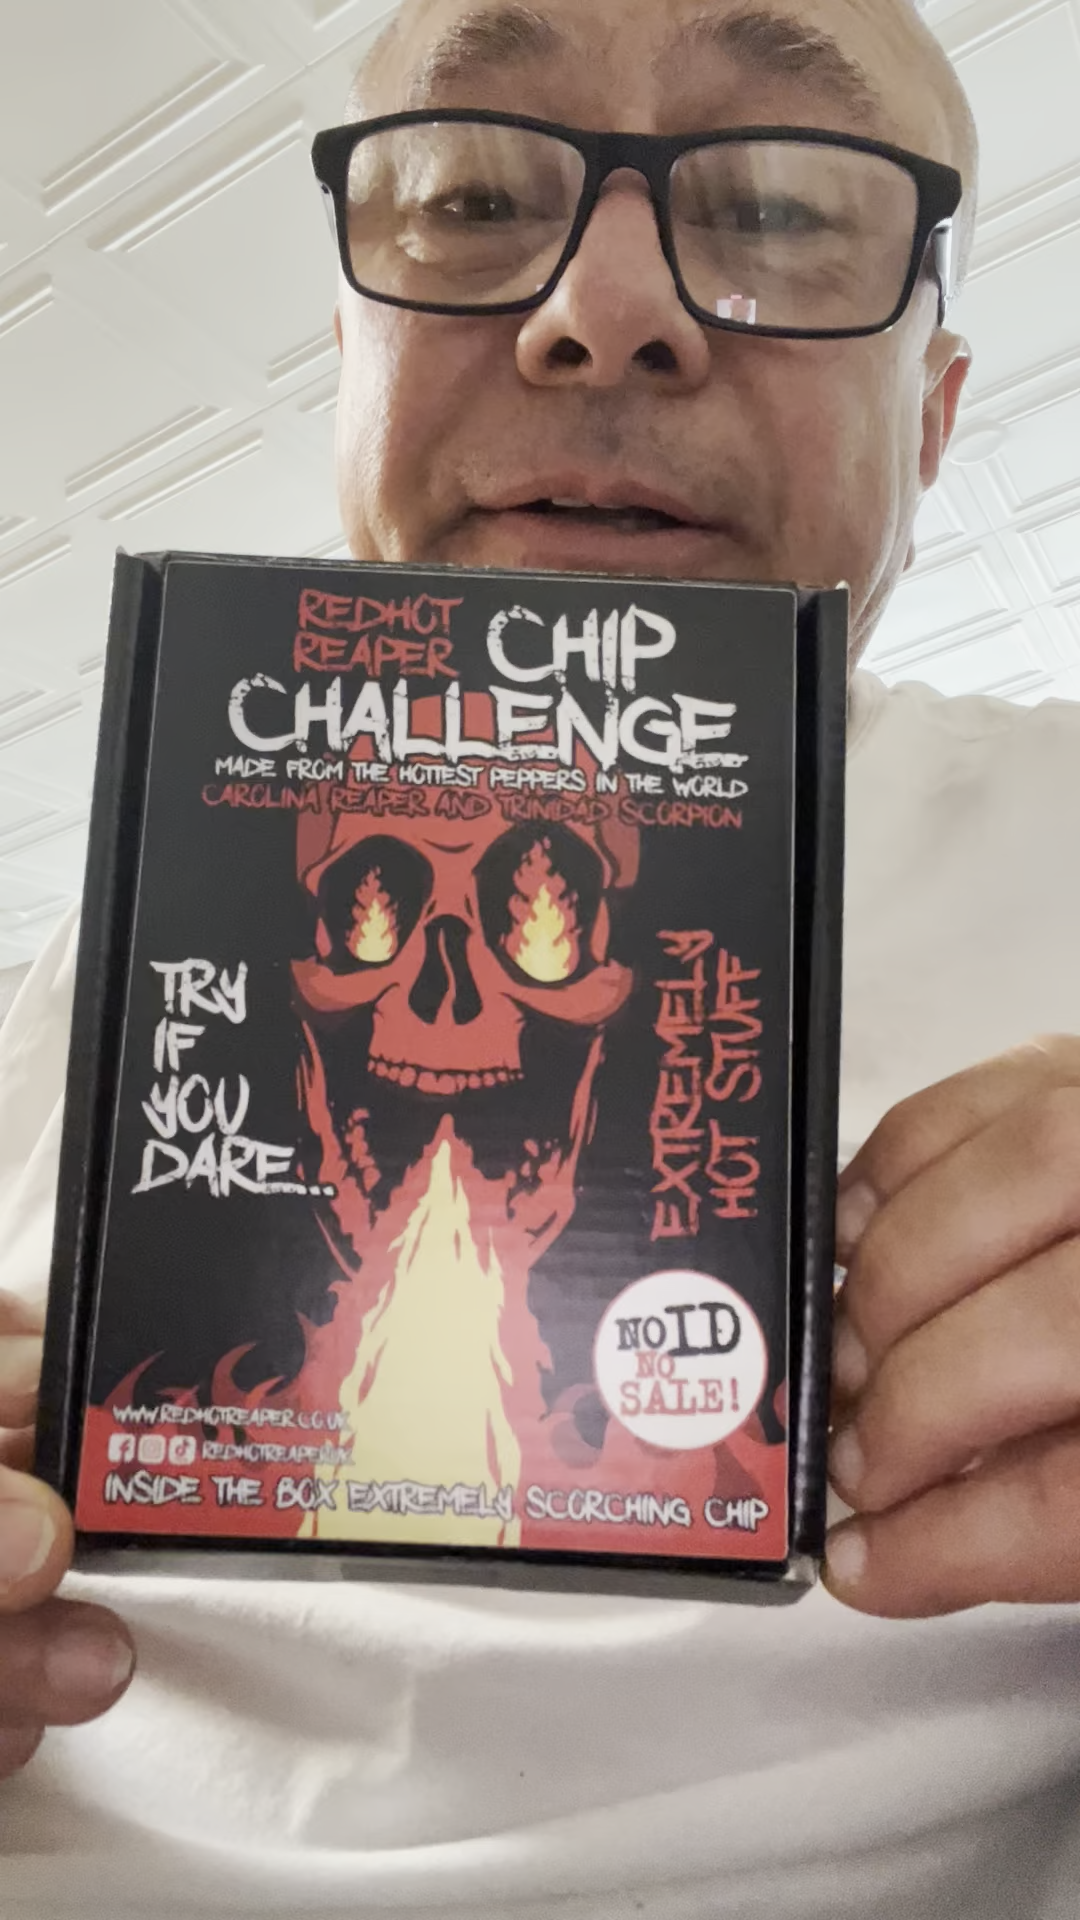 REDHOT
REAPER
CHIP
CHALLENGE
MADE FROM THE HOTTEST PEPPERS IN THE WORLD
CAROLINA REAPER AND TRINIDAD SCORPION
TRY
IF
YOU
DARE...
EXTREMELY
HOT STUFF
NO ID
NO
SALE!
WWW.REDHOTREAPER.CO.UK
REDHOTREAPERUK
INSIDE THE BOX EXTREMELY SCORCHING CHIP